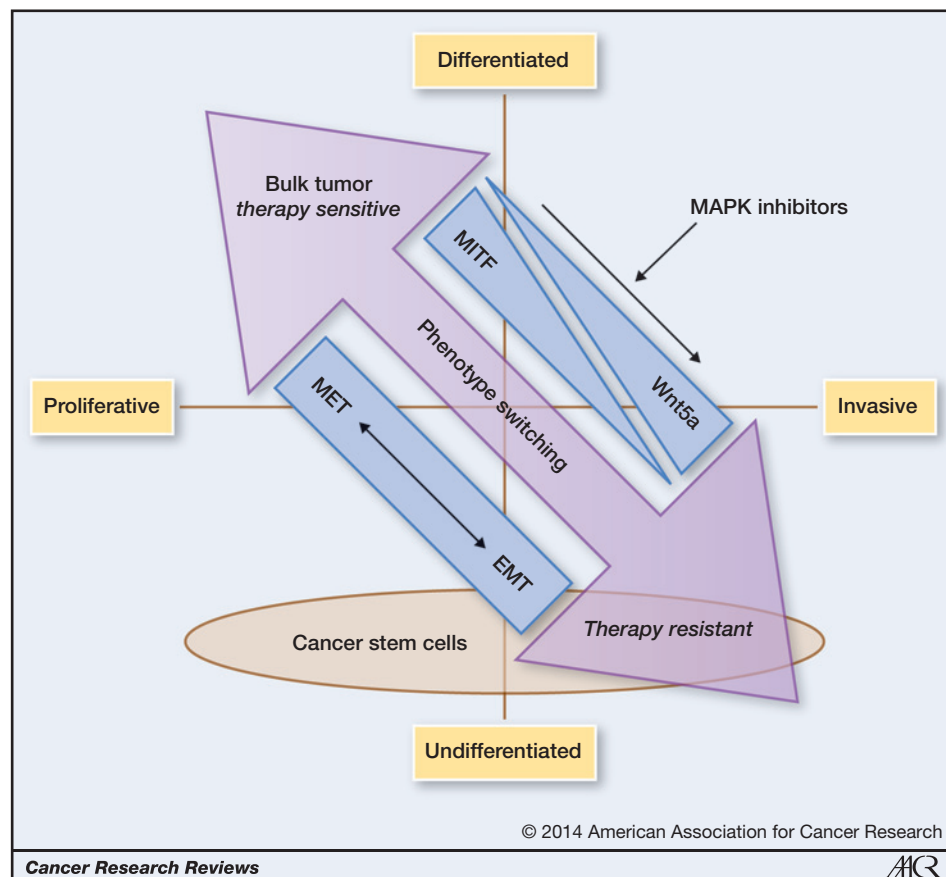 Differentiated
Bulk tumor
therapy sensitive
MAPK inhibitors
MITF
Phenotype switching
Wnt5a
MET
Proliferative
Invasive
EMT
Cancer stem cells
Therapy resistant
Undifferentiated
© 2014 American Association for Cancer Research
Cancer Research Reviews
AACR